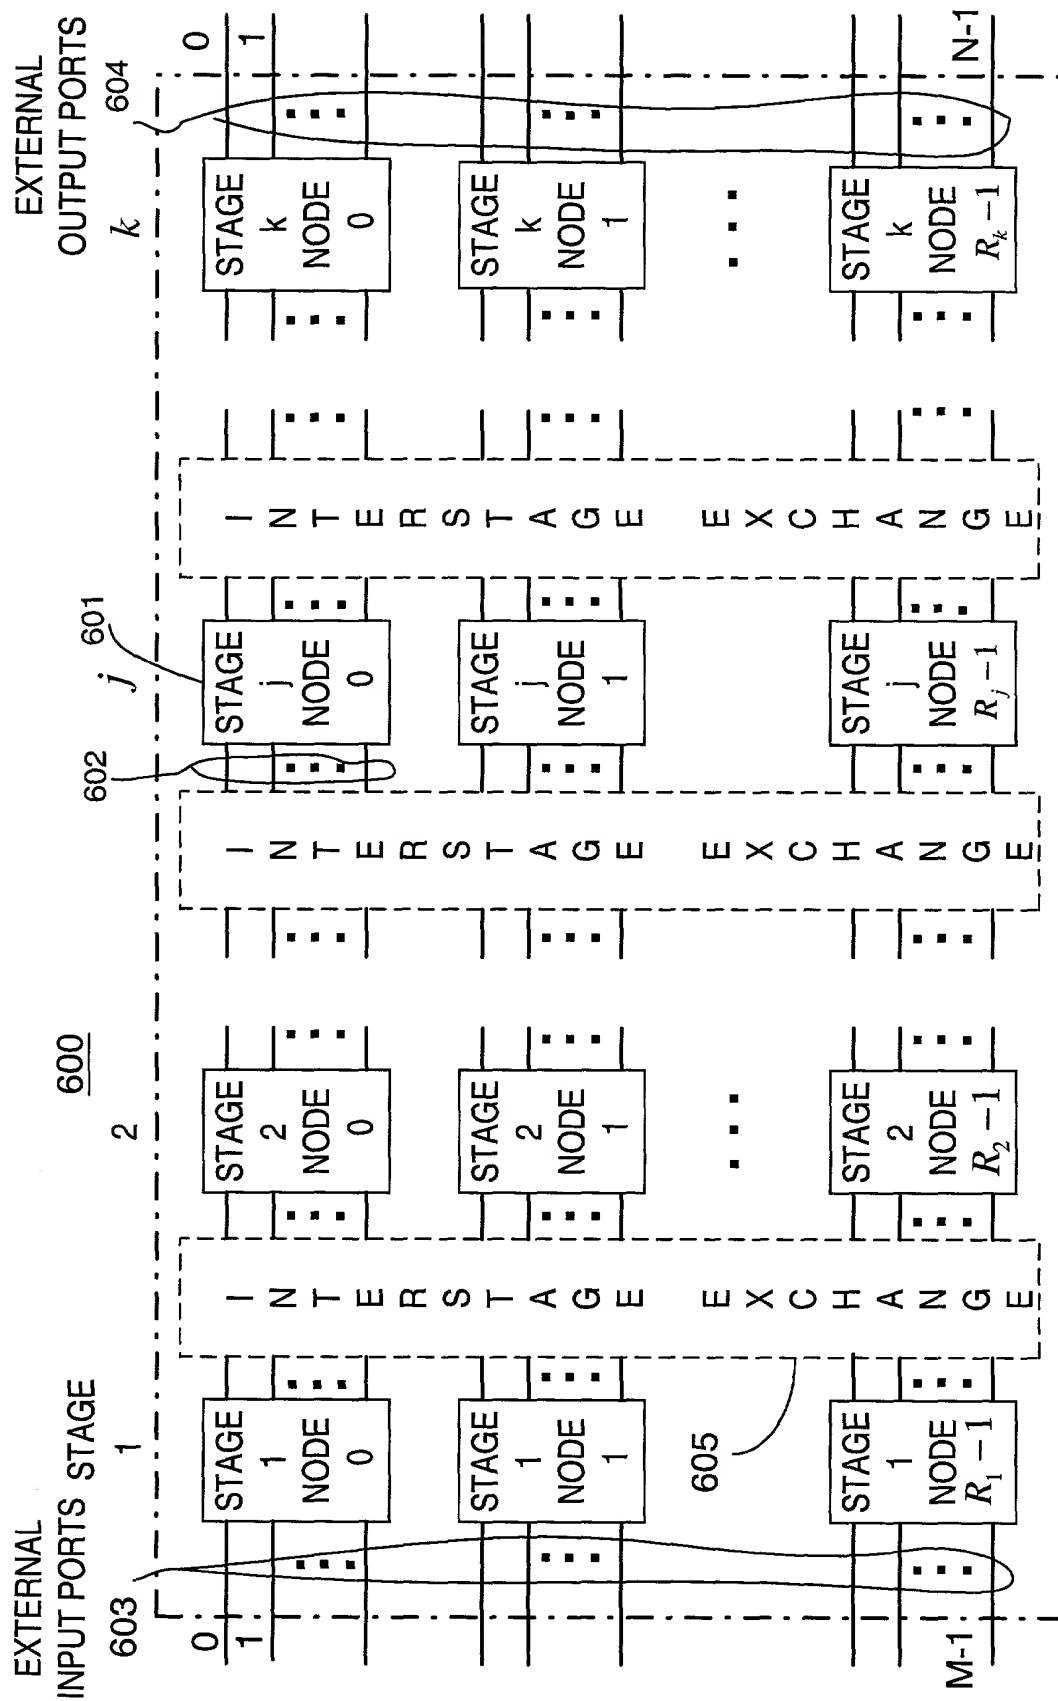 EXTERNAL
INPUT PORTS
603
STAGE
1
600
2
j
k
EXTERNAL
OUTPUT PORTS
604
602
601
0
1
M-1
STAGE
1
NODE
0
STAGE
1
NODE
1
STAGE
1
NODE
R₁-1
605
INTERSTAGE EXCHANGE
STAGE
2
NODE
0
STAGE
2
NODE
1
STAGE
2
NODE
R₂-1
INTERSTAGE EXCHANGE
STAGE
j
NODE
0
STAGE
j
NODE
1
STAGE
j
NODE
Rⱼ-1
INTERSTAGE EXCHANGE
STAGE
k
NODE
0
STAGE
k
NODE
1
STAGE
k
NODE
Rₖ-1
0
1
N-1